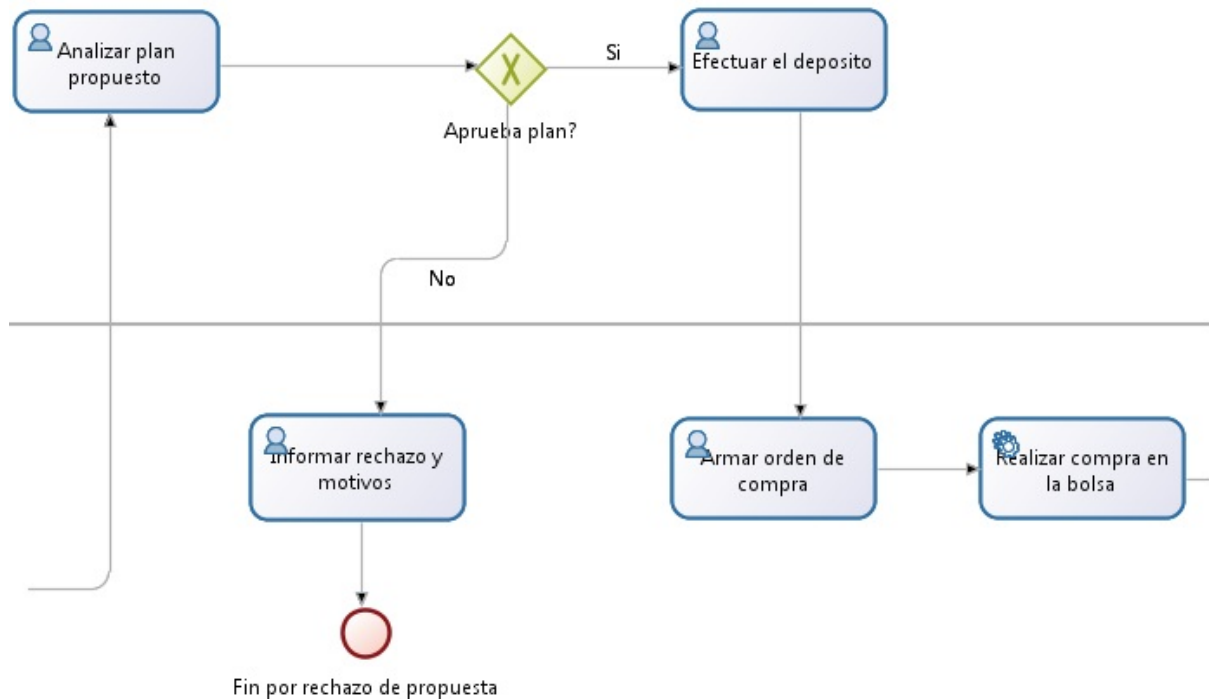 Analizar plan
propuesto
Aprueba plan?
Si
Efectuar el deposito
No
Informar rechazo y
motivos
Armar orden de
compra
Realizar compra en
la bolsa
Fin por rechazo de propuesta